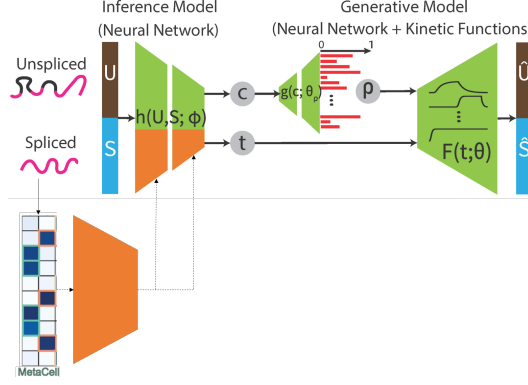 Inference Model
(Neural Network)
Generative Model
(Neural Network + Kinetic Functions
0 1
Unspliced
U
S
h(U,S; ϕ)
c
t
g(c; θρ)
ρ
F(t;θ)
Û
Ŝ
Spliced
MetaCell